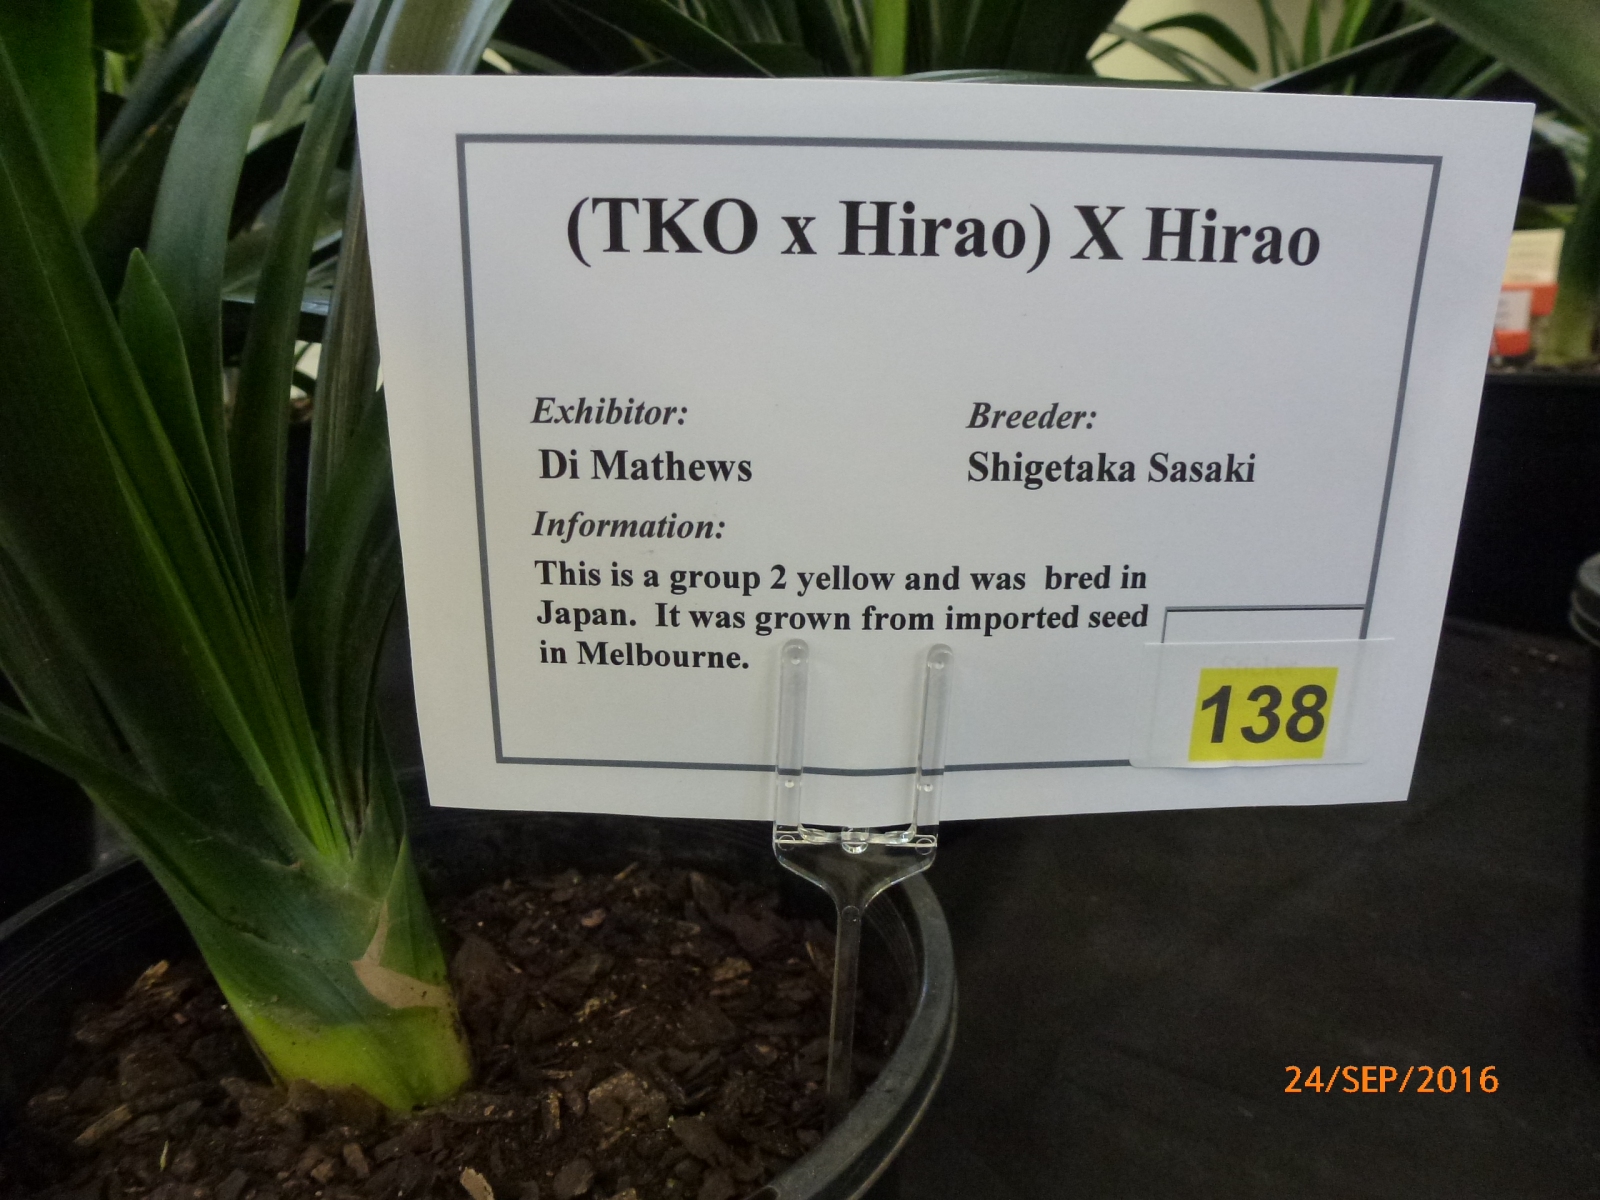 (TKO x Hirao) X Hirao
Exhibitor:
Breeder:
Di Mathews
Shigetaka Sasaki
Information:
This is a group 2 yellow and was bred in
Japan. It was grown from imported seed
in Melbourne.
138
24/SEP/2016